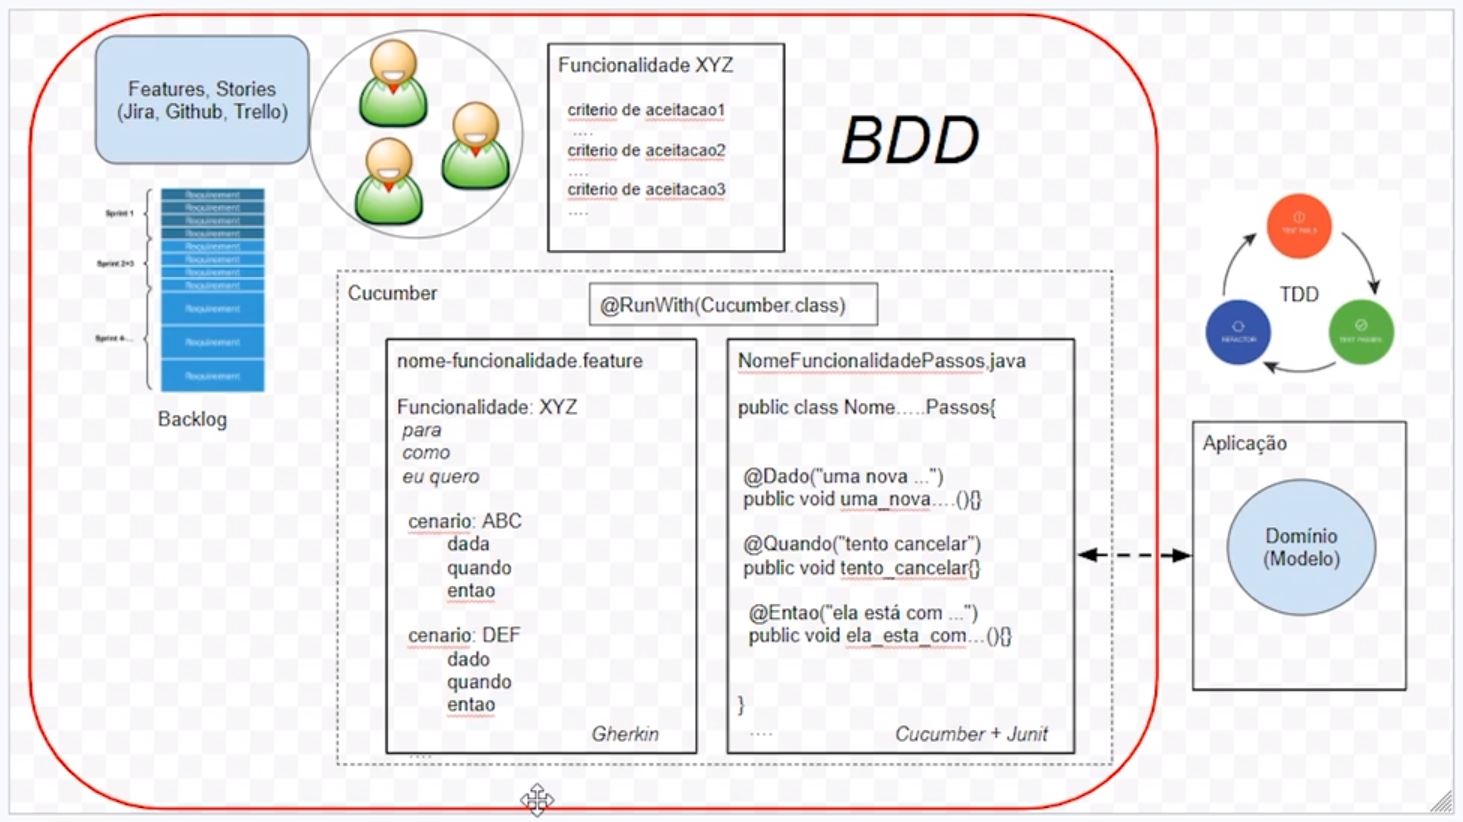 Features, Stories
(Jira, Github, Trello)
Funcionalidade XYZ
criterio de aceitacao1
....
criterio de aceitacao2
....
criterio de aceitacao3
....
BDD
Sprint 1
Sprint 2+3
Sprint 4-...
Requirement
Requirement
Requirement
Requirement
Requirement
Requirement
Requirement
Requirement
Requirement
Requirement
Requirement
Backlog
TEST FAILS
TDD
REFACTOR
TEST PASSES
Cucumber
@RunWith(Cucumber.class)
nome-funcionalidade.feature
Funcionalidade: XYZ
para
como
eu quero
cenario: ABC
dada
quando
entao
cenario: DEF
dado
quando
entao
Gherkin
....
NomeFuncionalidadePassos.java
public class Nome.....Passos{
@Dado("uma nova ...")
public void uma_nova....(){}
@Quando("tento cancelar")
public void tento_cancelar{}
@Entao("ela está com ...")
public void ela_esta_com...(){}
}
....
Cucumber + Junit
Aplicação
Domínio
(Modelo)